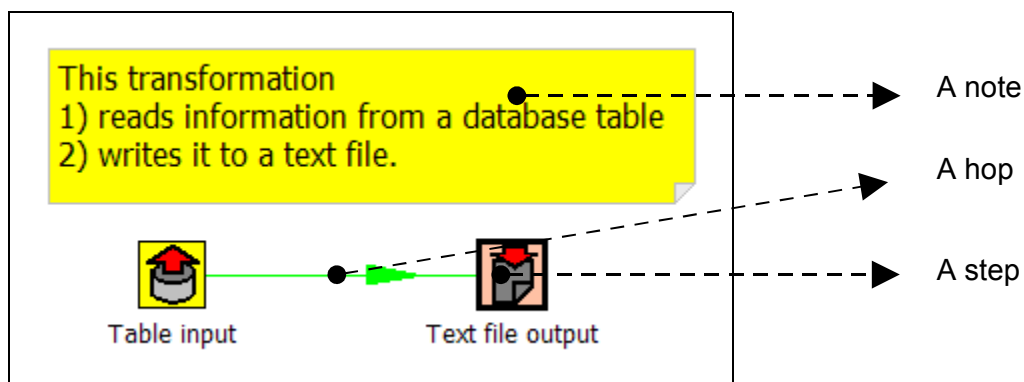 This transformation
1) reads information from a database table
2) writes it to a text file.
A note
A hop
A step
Table input
Text file output